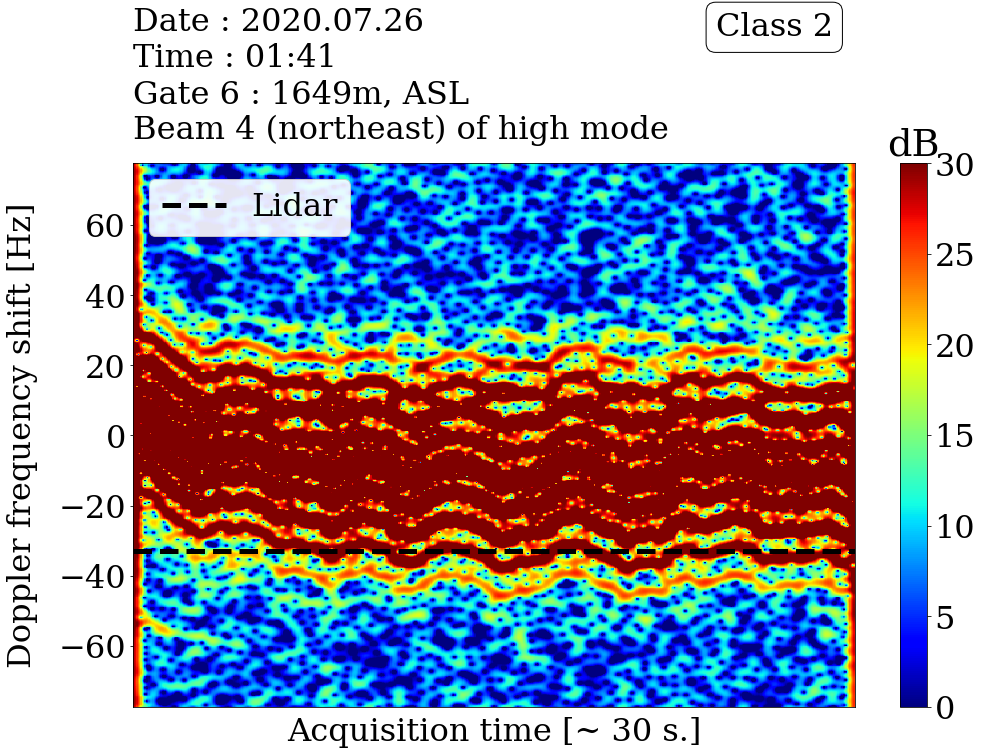 Date : 2020.07.26
Time : 01:41
Gate 6 : 1649m, ASL
Beam 4 (northeast) of high mode
Class 2
dB
Lidar
Doppler frequency shift [Hz]
60
40
20
0
−20
−40
−60
Acquisition time [~ 30 s.]
30
25
20
15
10
5
0